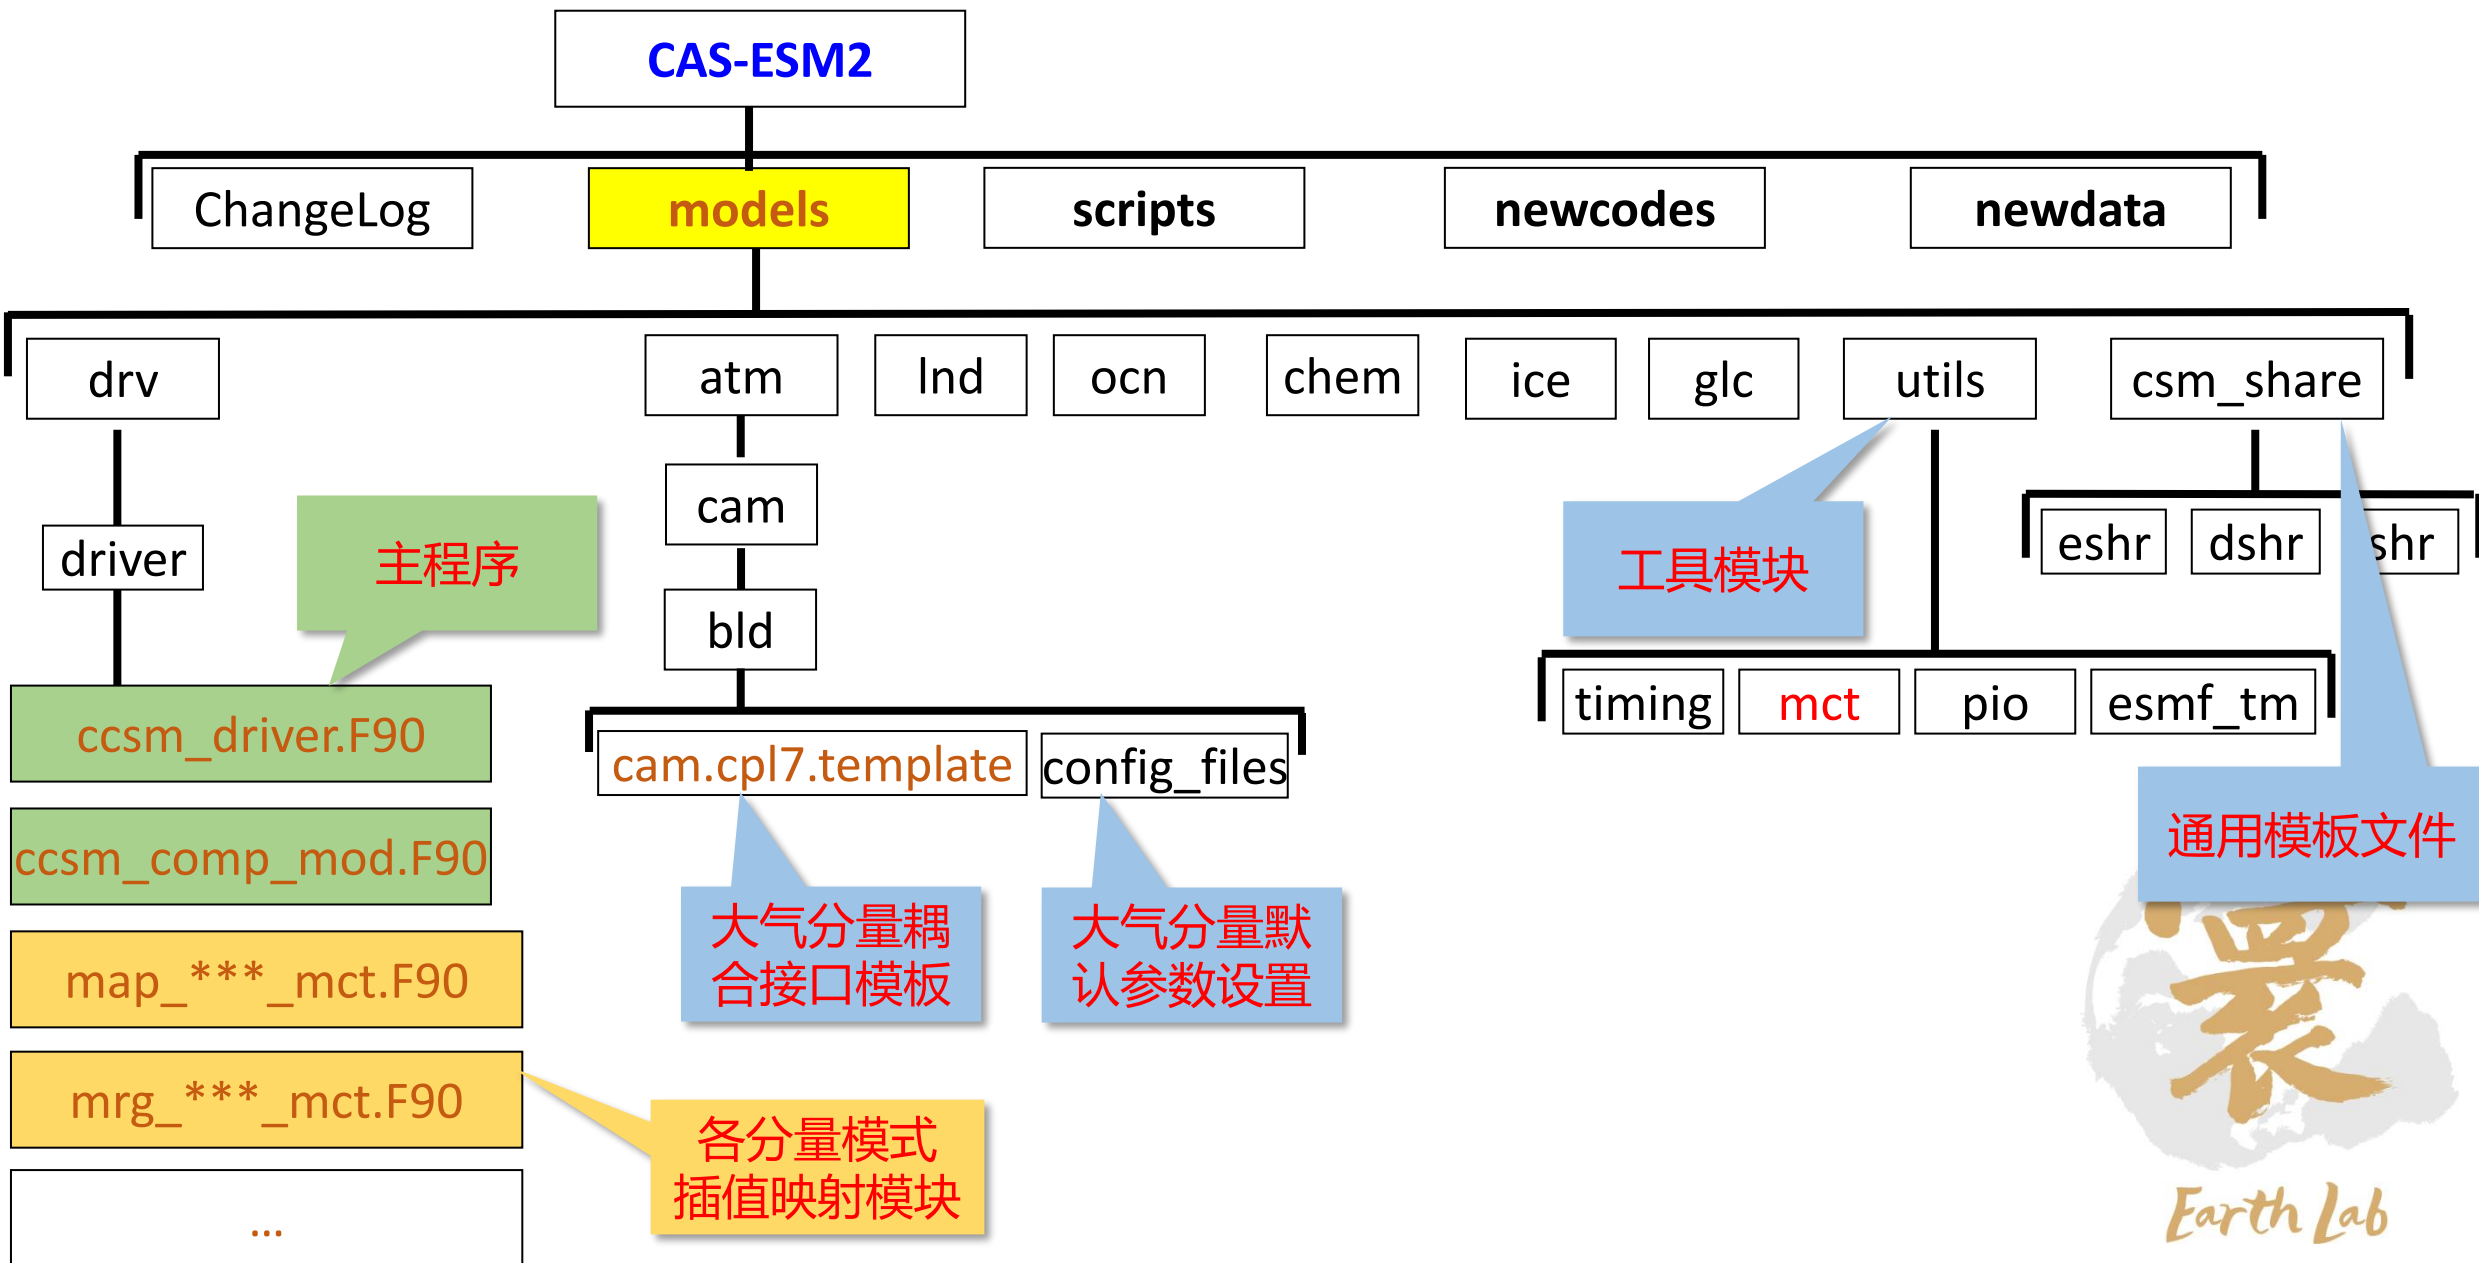 CAS-ESM2
ChangeLog
models
scripts
newcodes
newdata
drv
atm
lnd
ocn
chem
ice
glc
utils
csm_share
driver
cam
bld
主程序
工具模块
eshr
dshr
shr
ccsm_driver.F90
ccsm_comp_mod.F90
map_***_mct.F90
mrg_***_mct.F90
...
cam.cpl7.template
config_files
timing
mct
pio
esmf_tm
大气分量耦
合接口模板
大气分量默
认参数设置
通用模板文件
各分量模式
插值映射模块
Earth Lab